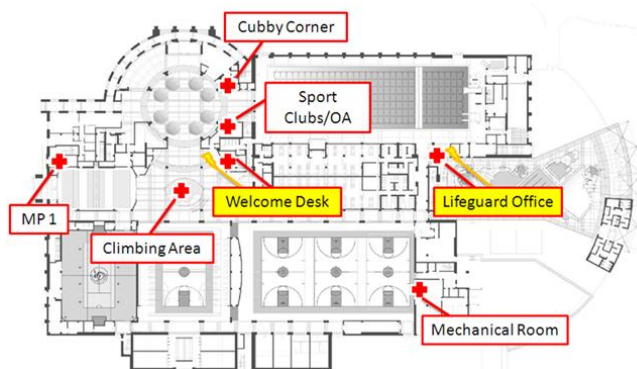 Cubby Corner
Sport
Clubs/OA
Welcome Desk
Lifeguard Office
MP 1
Climbing Area
Mechanical Room